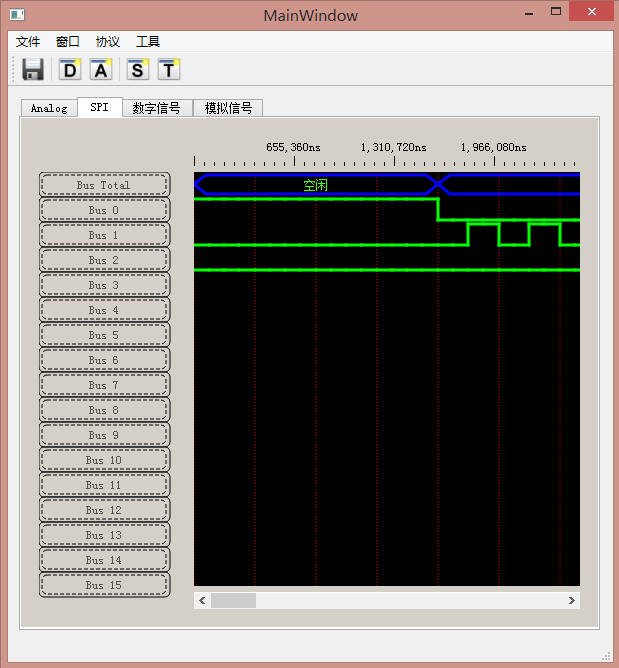 MainWindow
文件 窗口 协议 工具
D A S T
Analog SPI 数字信号 模拟信号
655,360ns 1,310,720ns 1,966,080ns
Bus Total
空闲
Bus 0
Bus 1
Bus 2
Bus 3
Bus 4
Bus 5
Bus 6
Bus 7
Bus 8
Bus 9
Bus 10
Bus 11
Bus 12
Bus 13
Bus 14
Bus 15